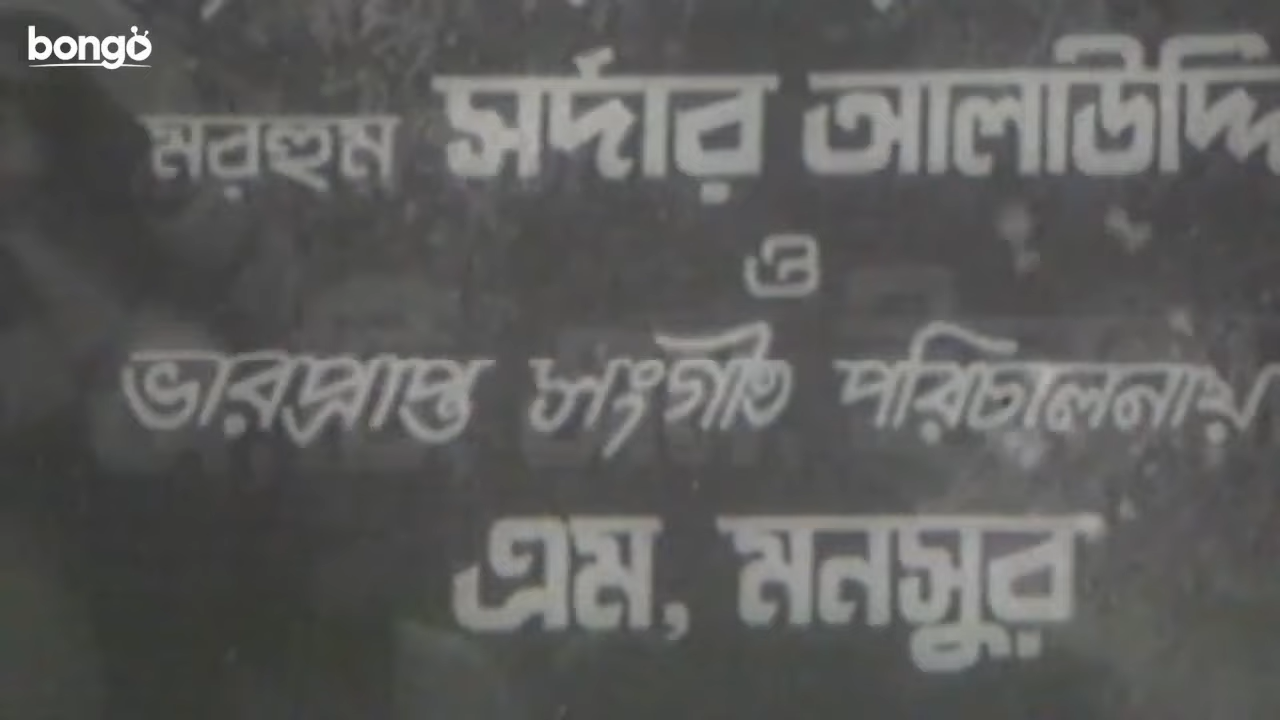 bongo
মরহুম সর্দার আলাউদ্দি
ও
ভারপ্রাপ্ত সংগীত পরিচালনায়
এম, মনসুর